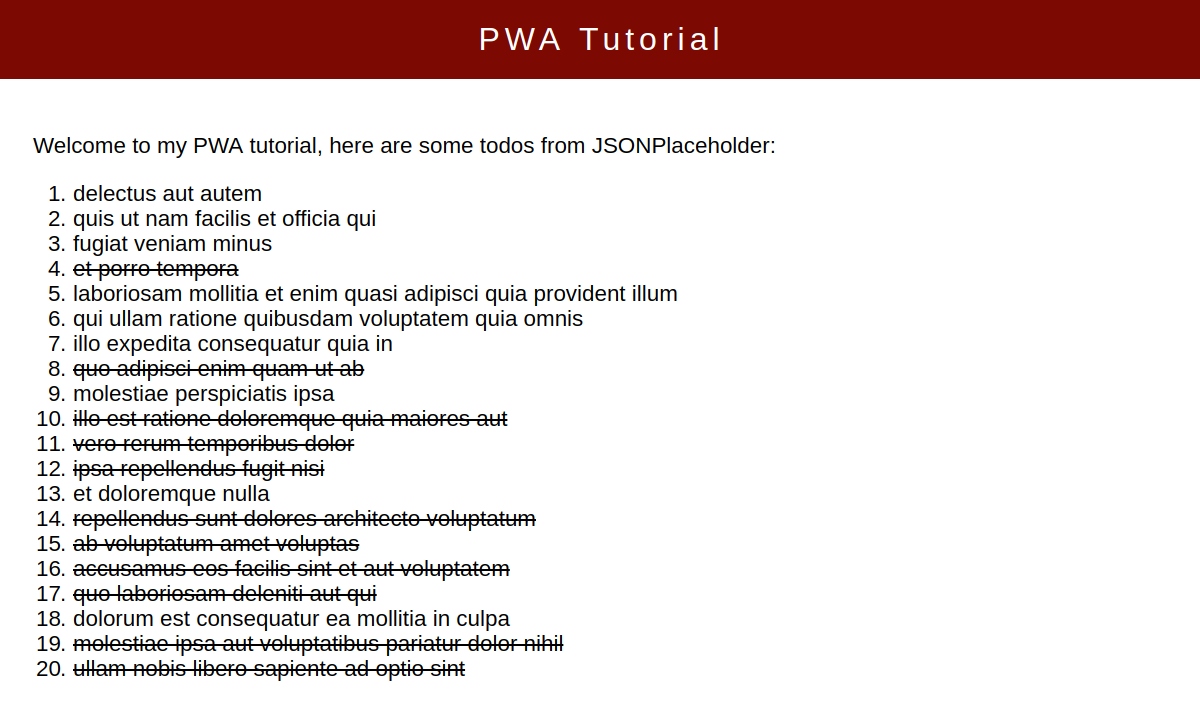 PWA Tutorial
Welcome to my PWA tutorial, here are some todos from JSONPlaceholder:
1. delectus aut autem
2. quis ut nam facilis et officia qui
3. fugiat veniam minus
4. et porro tempora
5. laboriosam mollitia et enim quasi adipisci quia provident illum
6. qui ullam ratione quibusdam voluptatem quia omnis
7. illo expedita consequatur quia in
8. quo adipisci enim quam ut ab
9. molestiae perspiciatis ipsa
10. illo est ratione doloremque quia maiores aut
11. vero rerum temporibus dolor
12. ipsa repellendus fugit nisi
13. et doloremque nulla
14. repellendus sunt dolores architecto voluptatum
15. ab voluptatum amet voluptas
16. accusamus eos facilis sint et aut voluptatem
17. quo laboriosam deleniti aut qui
18. dolorum est consequatur ea mollitia in culpa
19. molestiae ipsa aut voluptatibus pariatur dolor nihil
20. ullam nobis libero sapiente ad optio sint